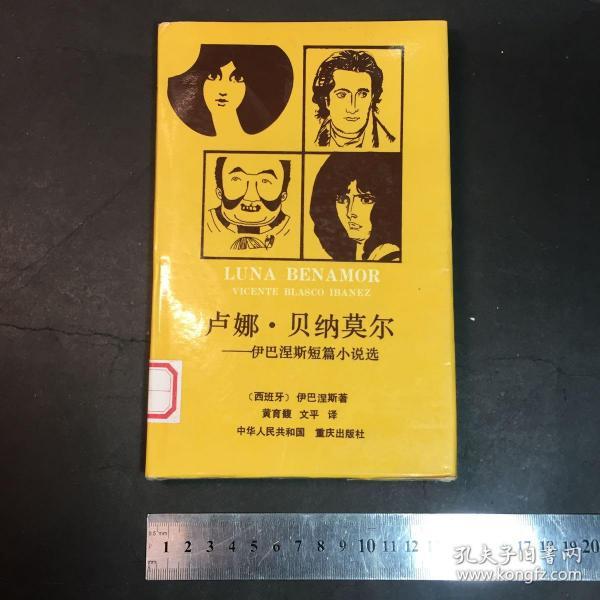 LUNA BENAMOR
VICENTE BLASCO IBANEZ
卢娜·贝纳莫尔
——伊巴涅斯短篇小说选
（西班牙） 伊巴涅斯著
黄育馥 文平 译
中华人民共和国 重庆出版社
0.5mm
1 2 3 4 5 6 7 8 9 10 11 12 17 18 19 20
孔夫子旧书网
www.kongfz.com